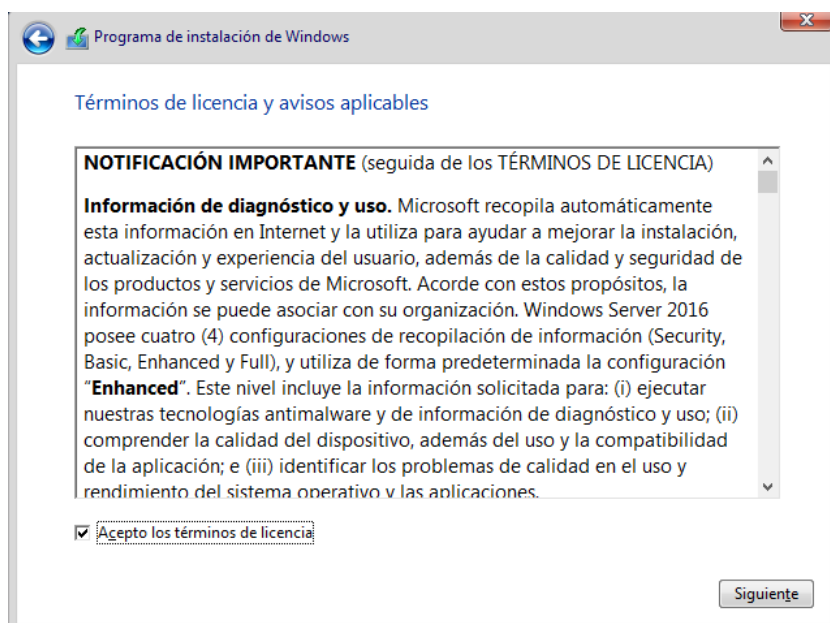 Programa de instalación de Windows
Términos de licencia y avisos aplicables
NOTIFICACIÓN IMPORTANTE (seguida de los TÉRMINOS DE LICENCIA)
Información de diagnóstico y uso. Microsoft recopila automáticamente
esta información en Internet y la utiliza para ayudar a mejorar la instalación,
actualización y experiencia del usuario, además de la calidad y seguridad de
los productos y servicios de Microsoft. Acorde con estos propósitos, la
información se puede asociar con su organización. Windows Server 2016
posee cuatro (4) configuraciones de recopilación de información (Security,
Basic, Enhanced y Full), y utiliza de forma predeterminada la configuración
“Enhanced”. Este nivel incluye la información solicitada para: (i) ejecutar
nuestras tecnologías antimalware y de información de diagnóstico y uso; (ii)
comprender la calidad del dispositivo, además del uso y la compatibilidad
de la aplicación; e (iii) identificar los problemas de calidad en el uso y
rendimiento del sistema operativo y las aplicaciones.
Acepto los términos de licencia
Siguiente